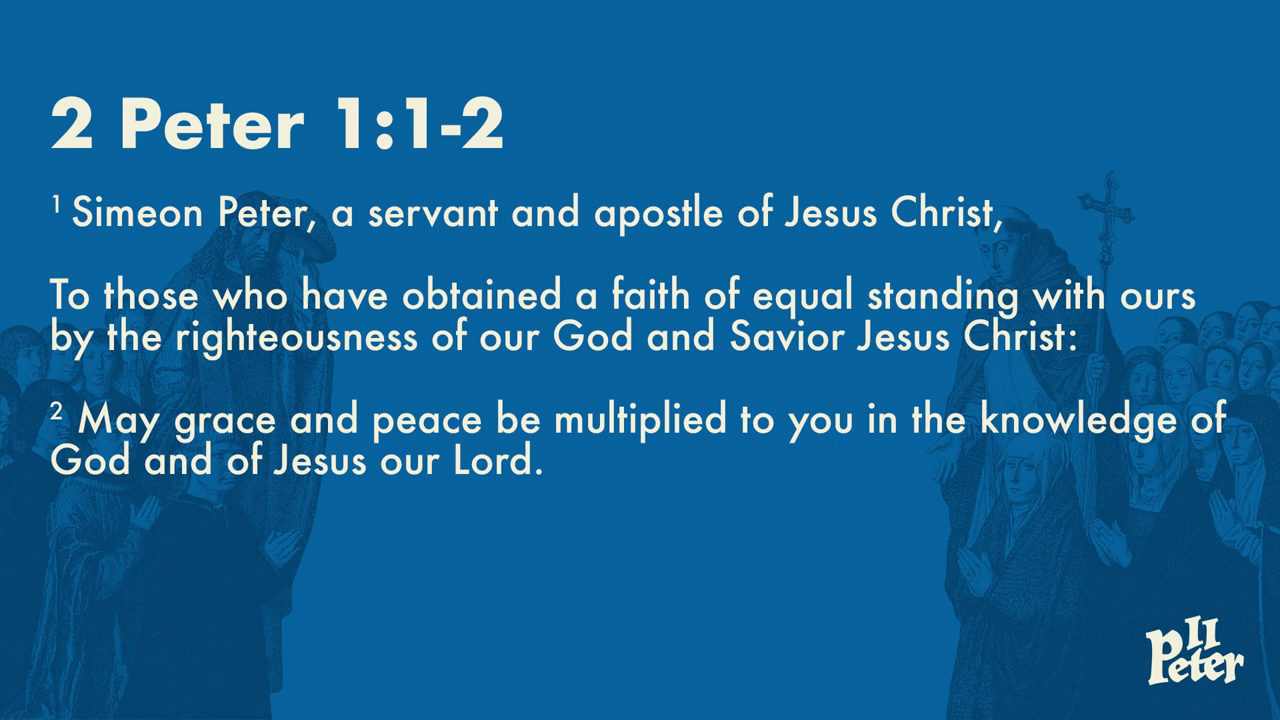 2 Peter 1:1-2
1 Simeon Peter, a servant and apostle of Jesus Christ,
To those who have obtained a faith of equal standing with ours
by the righteousness of our God and Savior Jesus Christ:
2 May grace and peace be multiplied to you in the knowledge of
God and of Jesus our Lord.
II
Peter